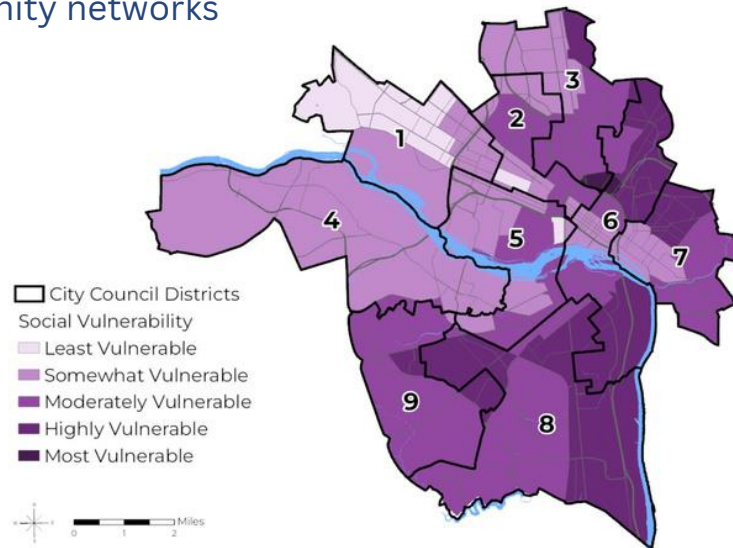 nity networks
3
2
1
4
6
5
7
9
8
City Council Districts
Social Vulnerability
Least Vulnerable
Somewhat Vulnerable
Moderately Vulnerable
Highly Vulnerable
Most Vulnerable
Miles
0 1 2